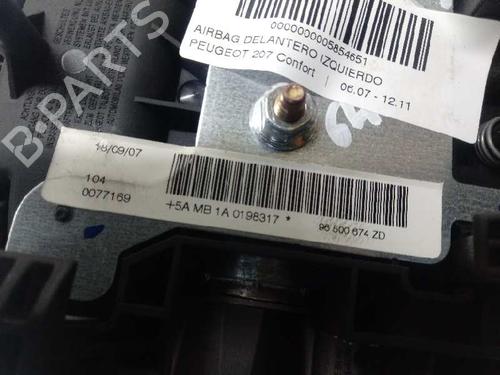 0000000005854651
AIRBAG DELANTERO IZQUIERDO
PEUGEOT 207 Confort | 06.07 - 12.11
B-PARTS
18/09/07
104
0077169
+5A MB 1A 0198317 *
96 500 674 ZD